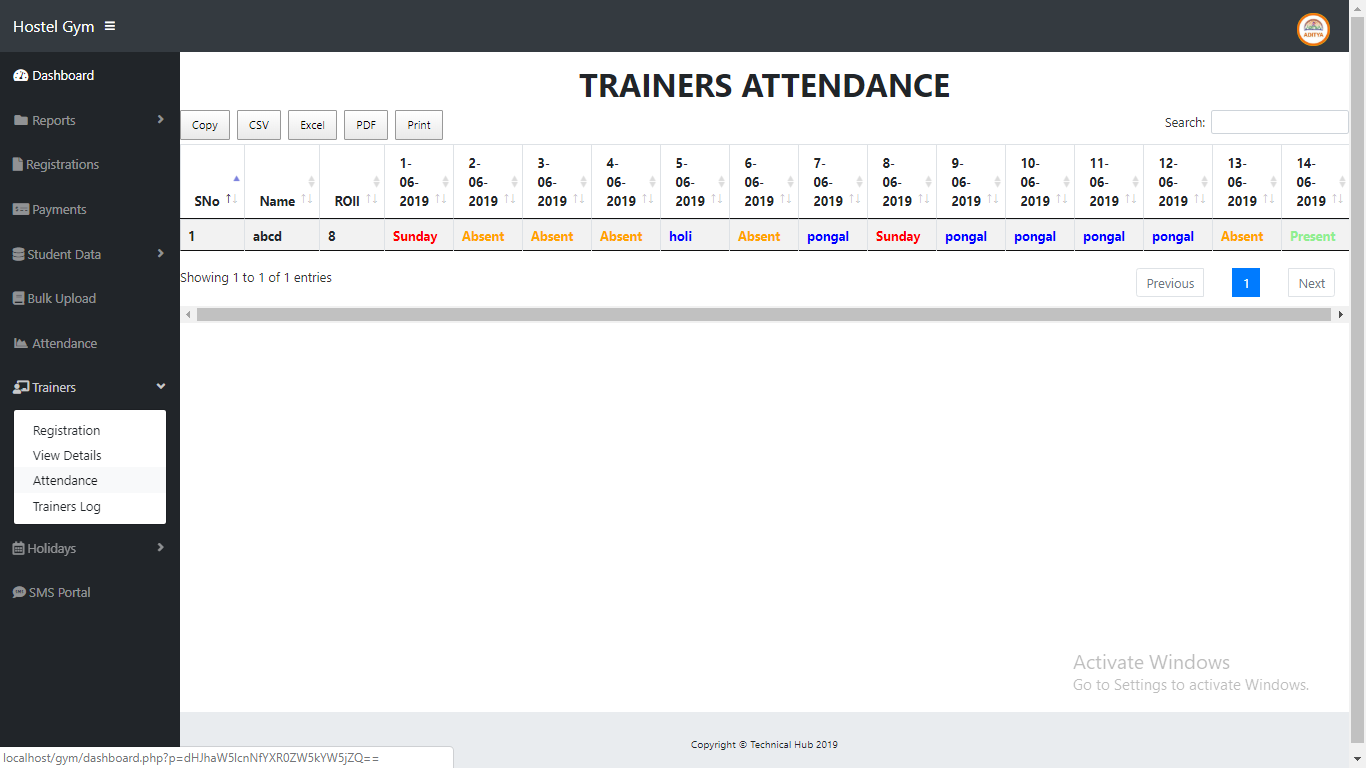 Hostel Gym
ADITYA
Dashboard
Reports
Registrations
Payments
Student Data
Bulk Upload
Attendance
Trainers
Registration
View Details
Attendance
Trainers Log
Holidays
SMS Portal
TRAINERS ATTENDANCE
Copy CSV Excel PDF Print Search:
SNo Name ROll 1-06-2019 2-06-2019 3-06-2019 4-06-2019 5-06-2019 6-06-2019 7-06-2019 8-06-2019 9-06-2019 10-06-2019 11-06-2019 12-06-2019 13-06-2019 14-06-2019
1 abcd 8 Sunday Absent Absent Absent holi Absent pongal Sunday pongal pongal pongal pongal Absent Present
Showing 1 to 1 of 1 entries Previous 1 Next
Activate Windows
Go to Settings to activate Windows.
Copyright © Technical Hub 2019
localhost/gym/dashboard.php?p=dHJhaW5lcnNfYXR0ZW5kYW5jZQ==